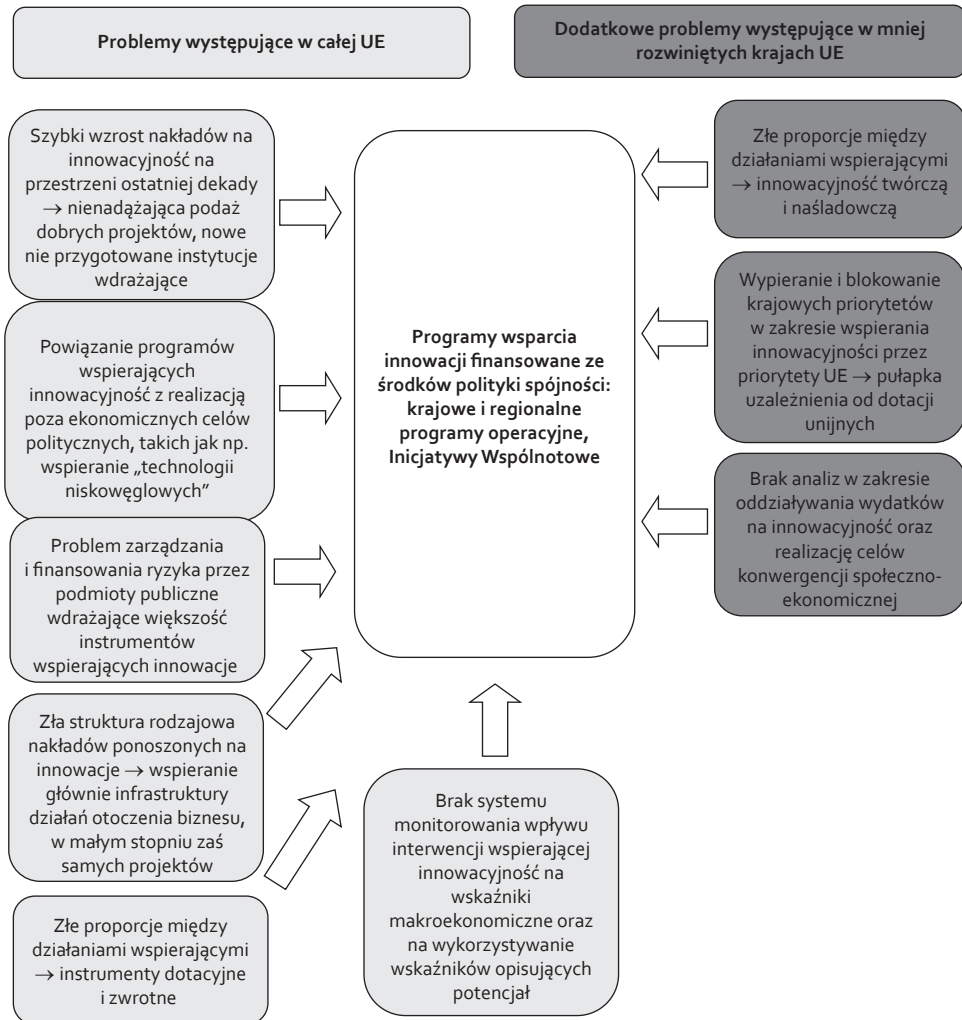 Problemy występujące w całej UE
Dodatkowe problemy występujące w mniej
rozwiniętych krajach UE
Szybki wzrost nakładów na
innowacyjność na
przestrzeni ostatniej dekady
→ nienadążająca podaż
dobrych projektów, nowe
nie przygotowane instytucje
wdrażające
Powiązanie programów
wspierających
innowacyjność z realizacją
poza ekonomicznych celów
politycznych, takich jak np.
wspieranie „technologii
niskowęglowych”
Problem zarządzania
i finansowania ryzyka przez
podmioty publiczne
wdrażające większość
instrumentów
wspierających innowacje
Zła struktura rodzajowa
nakładów ponoszonych na
innowacje → wspieranie
głównie infrastruktury
działań otoczenia biznesu,
w małym stopniu zaś
samych projektów
Złe proporcje między
działaniami wspierającymi
→ instrumenty dotacyjne
i zwrotne
Programy wsparcia
innowacji finansowane ze
środków polityki spójności:
krajowe i regionalne
programy operacyjne,
Inicjatywy Wspólnotowe
Brak systemu
monitorowania wpływu
interwencji wspierającej
innowacyjność na
wskaźniki
makroekonomiczne oraz
na wykorzystywanie
wskaźników opisujących
potencjał
Złe proporcje między
działaniami wspierającymi
→ innowacyjność twórczą
i naśladowczą
Wypieranie i blokowanie
krajowych priorytetów
w zakresie wspierania
innowacyjności przez
priorytety UE → pułapka
uzależnienia od dotacji
unijnych
Brak analiz w zakresie
oddziaływania wydatków
na innowacyjność oraz
realizację celów
konwergencji społeczno-
ekonomicznej